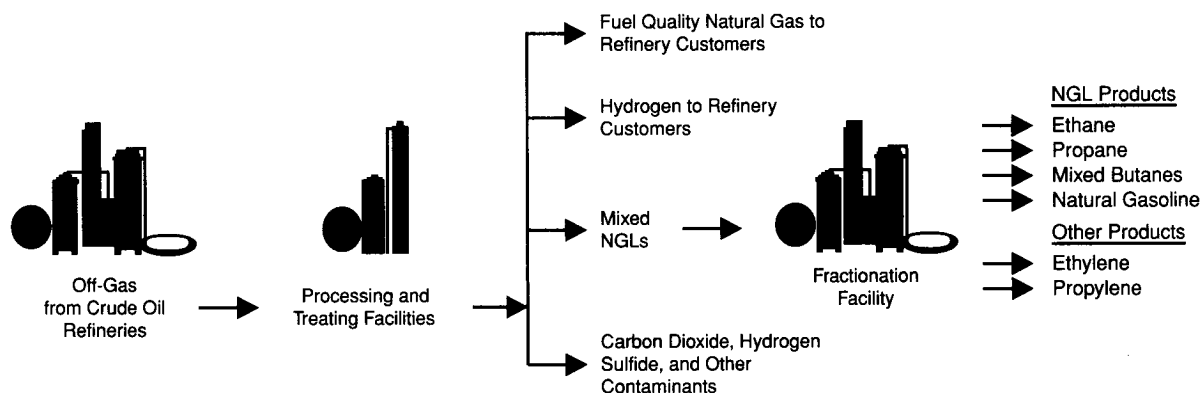 Off-Gas
from Crude Oil
Refineries
Processing and
Treating Facilities
Fuel Quality Natural Gas to
Refinery Customers
Hydrogen to Refinery
Customers
Mixed
NGLs
Carbon Dioxide, Hydrogen
Sulfide, and Other
Contaminants
Fractionation
Facility
NGL Products
Ethane
Propane
Mixed Butanes
Natural Gasoline
Other Products
Ethylene
Propylene